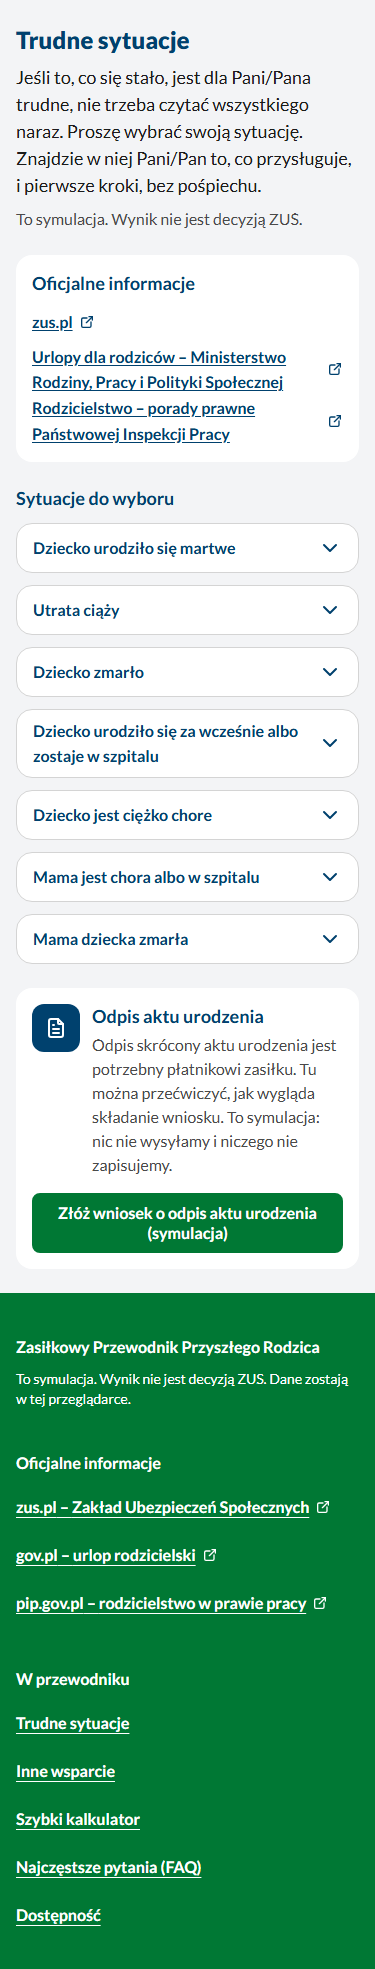 Trudne sytuacje
Jeśli to, co się stało, jest dla Pani/Pana
trudne, nie trzeba czytać wszystkiego
naraz. Proszę wybrać swoją sytuację.
Znajdzie w niej Pani/Pan to, co przysługuje,
i pierwsze kroki, bez pośpiechu.
To symulacja. Wynik nie jest decyzją ZUS.
Oficjalne informacje
zus.pl
Urlopy dla rodziców – Ministerstwo
Rodziny, Pracy i Polityki Społecznej
Rodzicielstwo – porady prawne
Państwowej Inspekcji Pracy
Sytuacje do wyboru
Dziecko urodziło się martwe
Utrata ciąży
Dziecko zmarło
Dziecko urodziło się za wcześnie albo
zostaje w szpitalu
Dziecko jest ciężko chore
Mama jest chora albo w szpitalu
Mama dziecka zmarła
Odpis aktu urodzenia
Odpis skrócony aktu urodzenia jest
potrzebny płatnikowi zasiłku. Tu
można przećwiczyć, jak wygląda
składanie wniosku. To symulacja:
nic nie wysyłamy i niczego nie
zapisujemy.
Złóż wniosek o odpis aktu urodzenia
(symulacja)
Zasiłkowy Przewodnik Przyszłego Rodzica
To symulacja. Wynik nie jest decyzją ZUS. Dane zostają
w tej przeglądarce.
Oficjalne informacje
zus.pl – Zakład Ubezpieczeń Społecznych
gov.pl – urlop rodzicielski
pip.gov.pl – rodzicielstwo w prawie pracy
W przewodniku
Trudne sytuacje
Inne wsparcie
Szybki kalkulator
Najczęstsze pytania (FAQ)
Dostępność